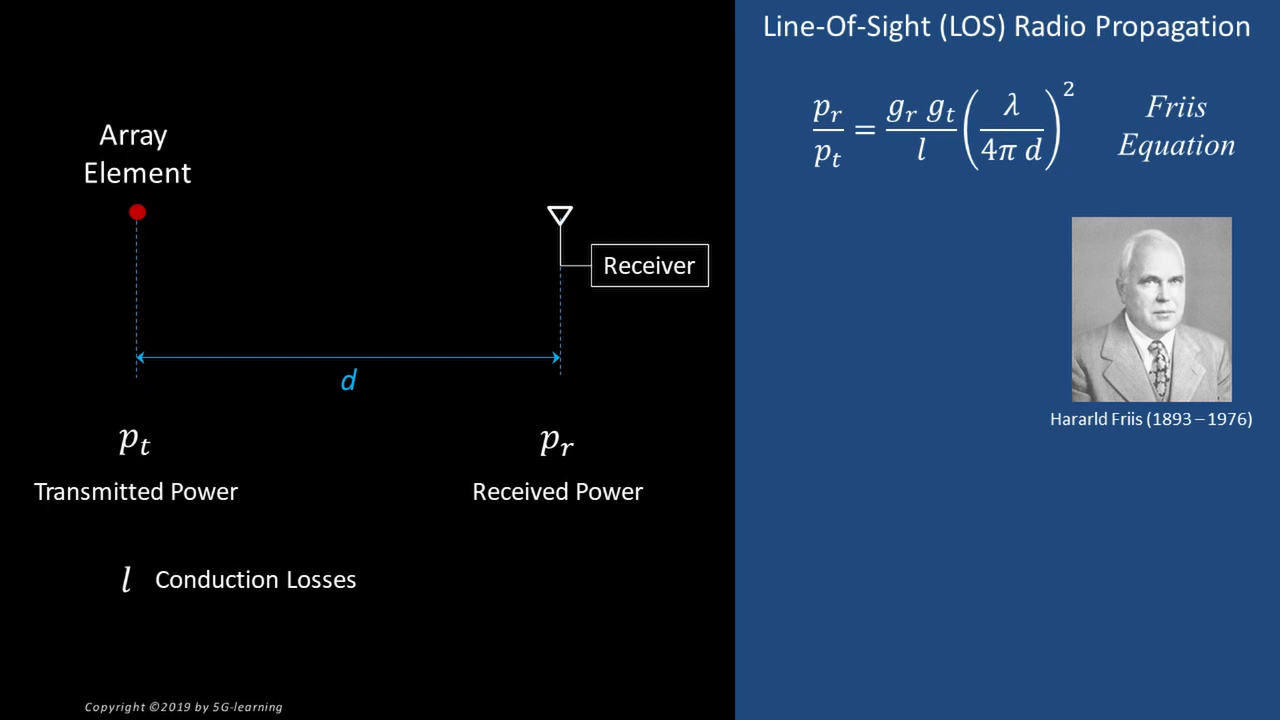 Line-Of-Sight (LOS) Radio Propagation
p_r / p_t = (g_r g_t / l) (λ / 4π d)^2
Friis
Equation
Array
Element
Receiver
d
p_t
p_r
Transmitted Power
Received Power
l Conduction Losses
Hararld Friis (1893 – 1976)
Copyright ©2019 by 5G-learning